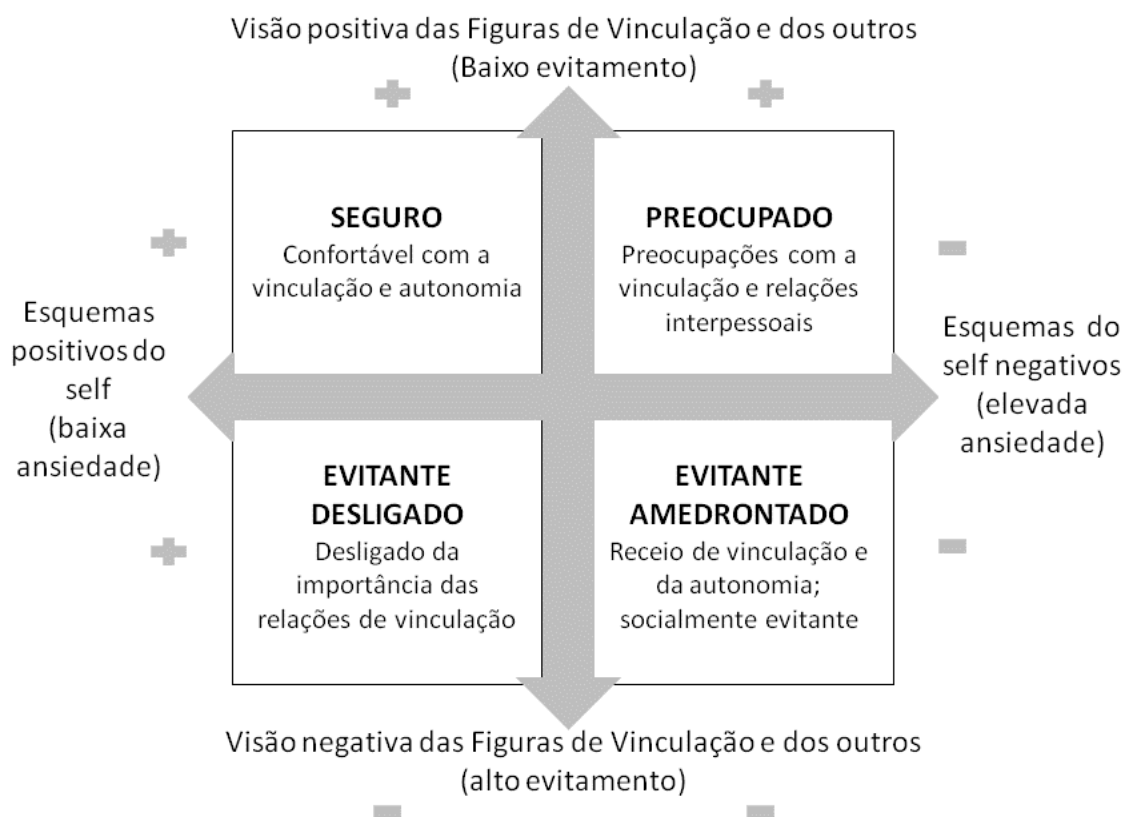 Visão positiva das Figuras de Vinculação e dos outros
(Baixo evitamento)
SEGURO
Confortável com a
vinculação e autonomia
PREOCUPADO
Preocupações com a
vinculação e relações
interpessoais
Esquemas
positivos do
self
(baixa
ansiedade)
Esquemas do
self negativos
(elevada
ansiedade)
EVITANTE
DESLIGADO
Desligado da
importância das
relações de vinculação
EVITANTE
AMEDRONTADO
Receio de vinculação e
da autonomia;
socialmente evitante
Visão negativa das Figuras de Vinculação e dos outros
(alto evitamento)